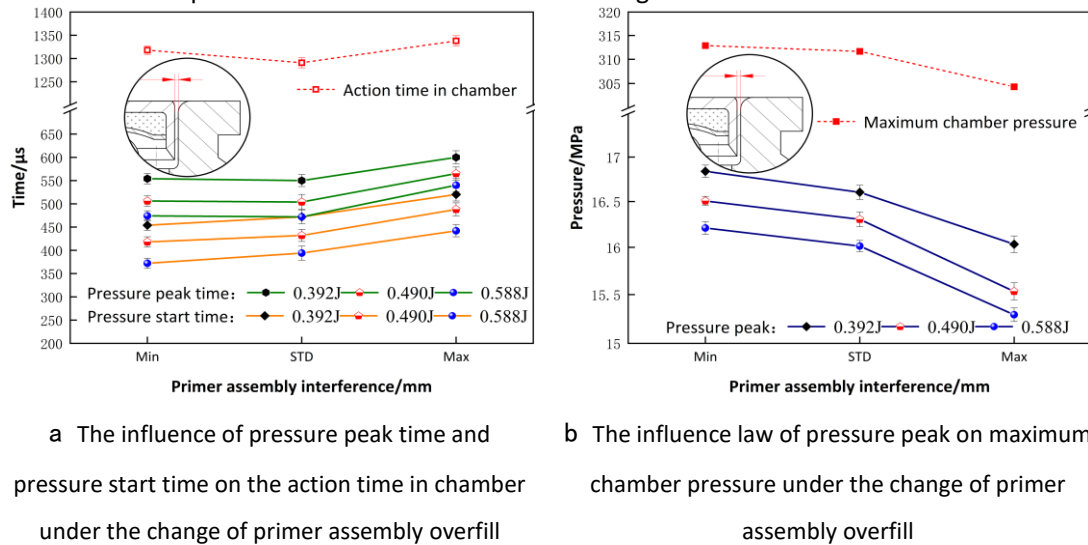 1400
1350
1300
1250
650
600
550
500
450
400
350
300
250
200
Time/µs
Action time in chamber
Pressure peak time: 0.392J 0.490J 0.588J
Pressure start time: 0.392J 0.490J 0.588J
Min STD Max
Primer assembly interference/mm
320
315
310
305
17
16.5
16
15.5
15
Pressure/MPa
Maximum chamber pressure
Pressure peak: 0.392J 0.490J 0.588J
Min STD Max
Primer assembly interference/mm
a The influence of pressure peak time and
pressure start time on the action time in chamber
under the change of primer assembly overfill
b The influence law of pressure peak on maximum
chamber pressure under the change of primer
assembly overfill